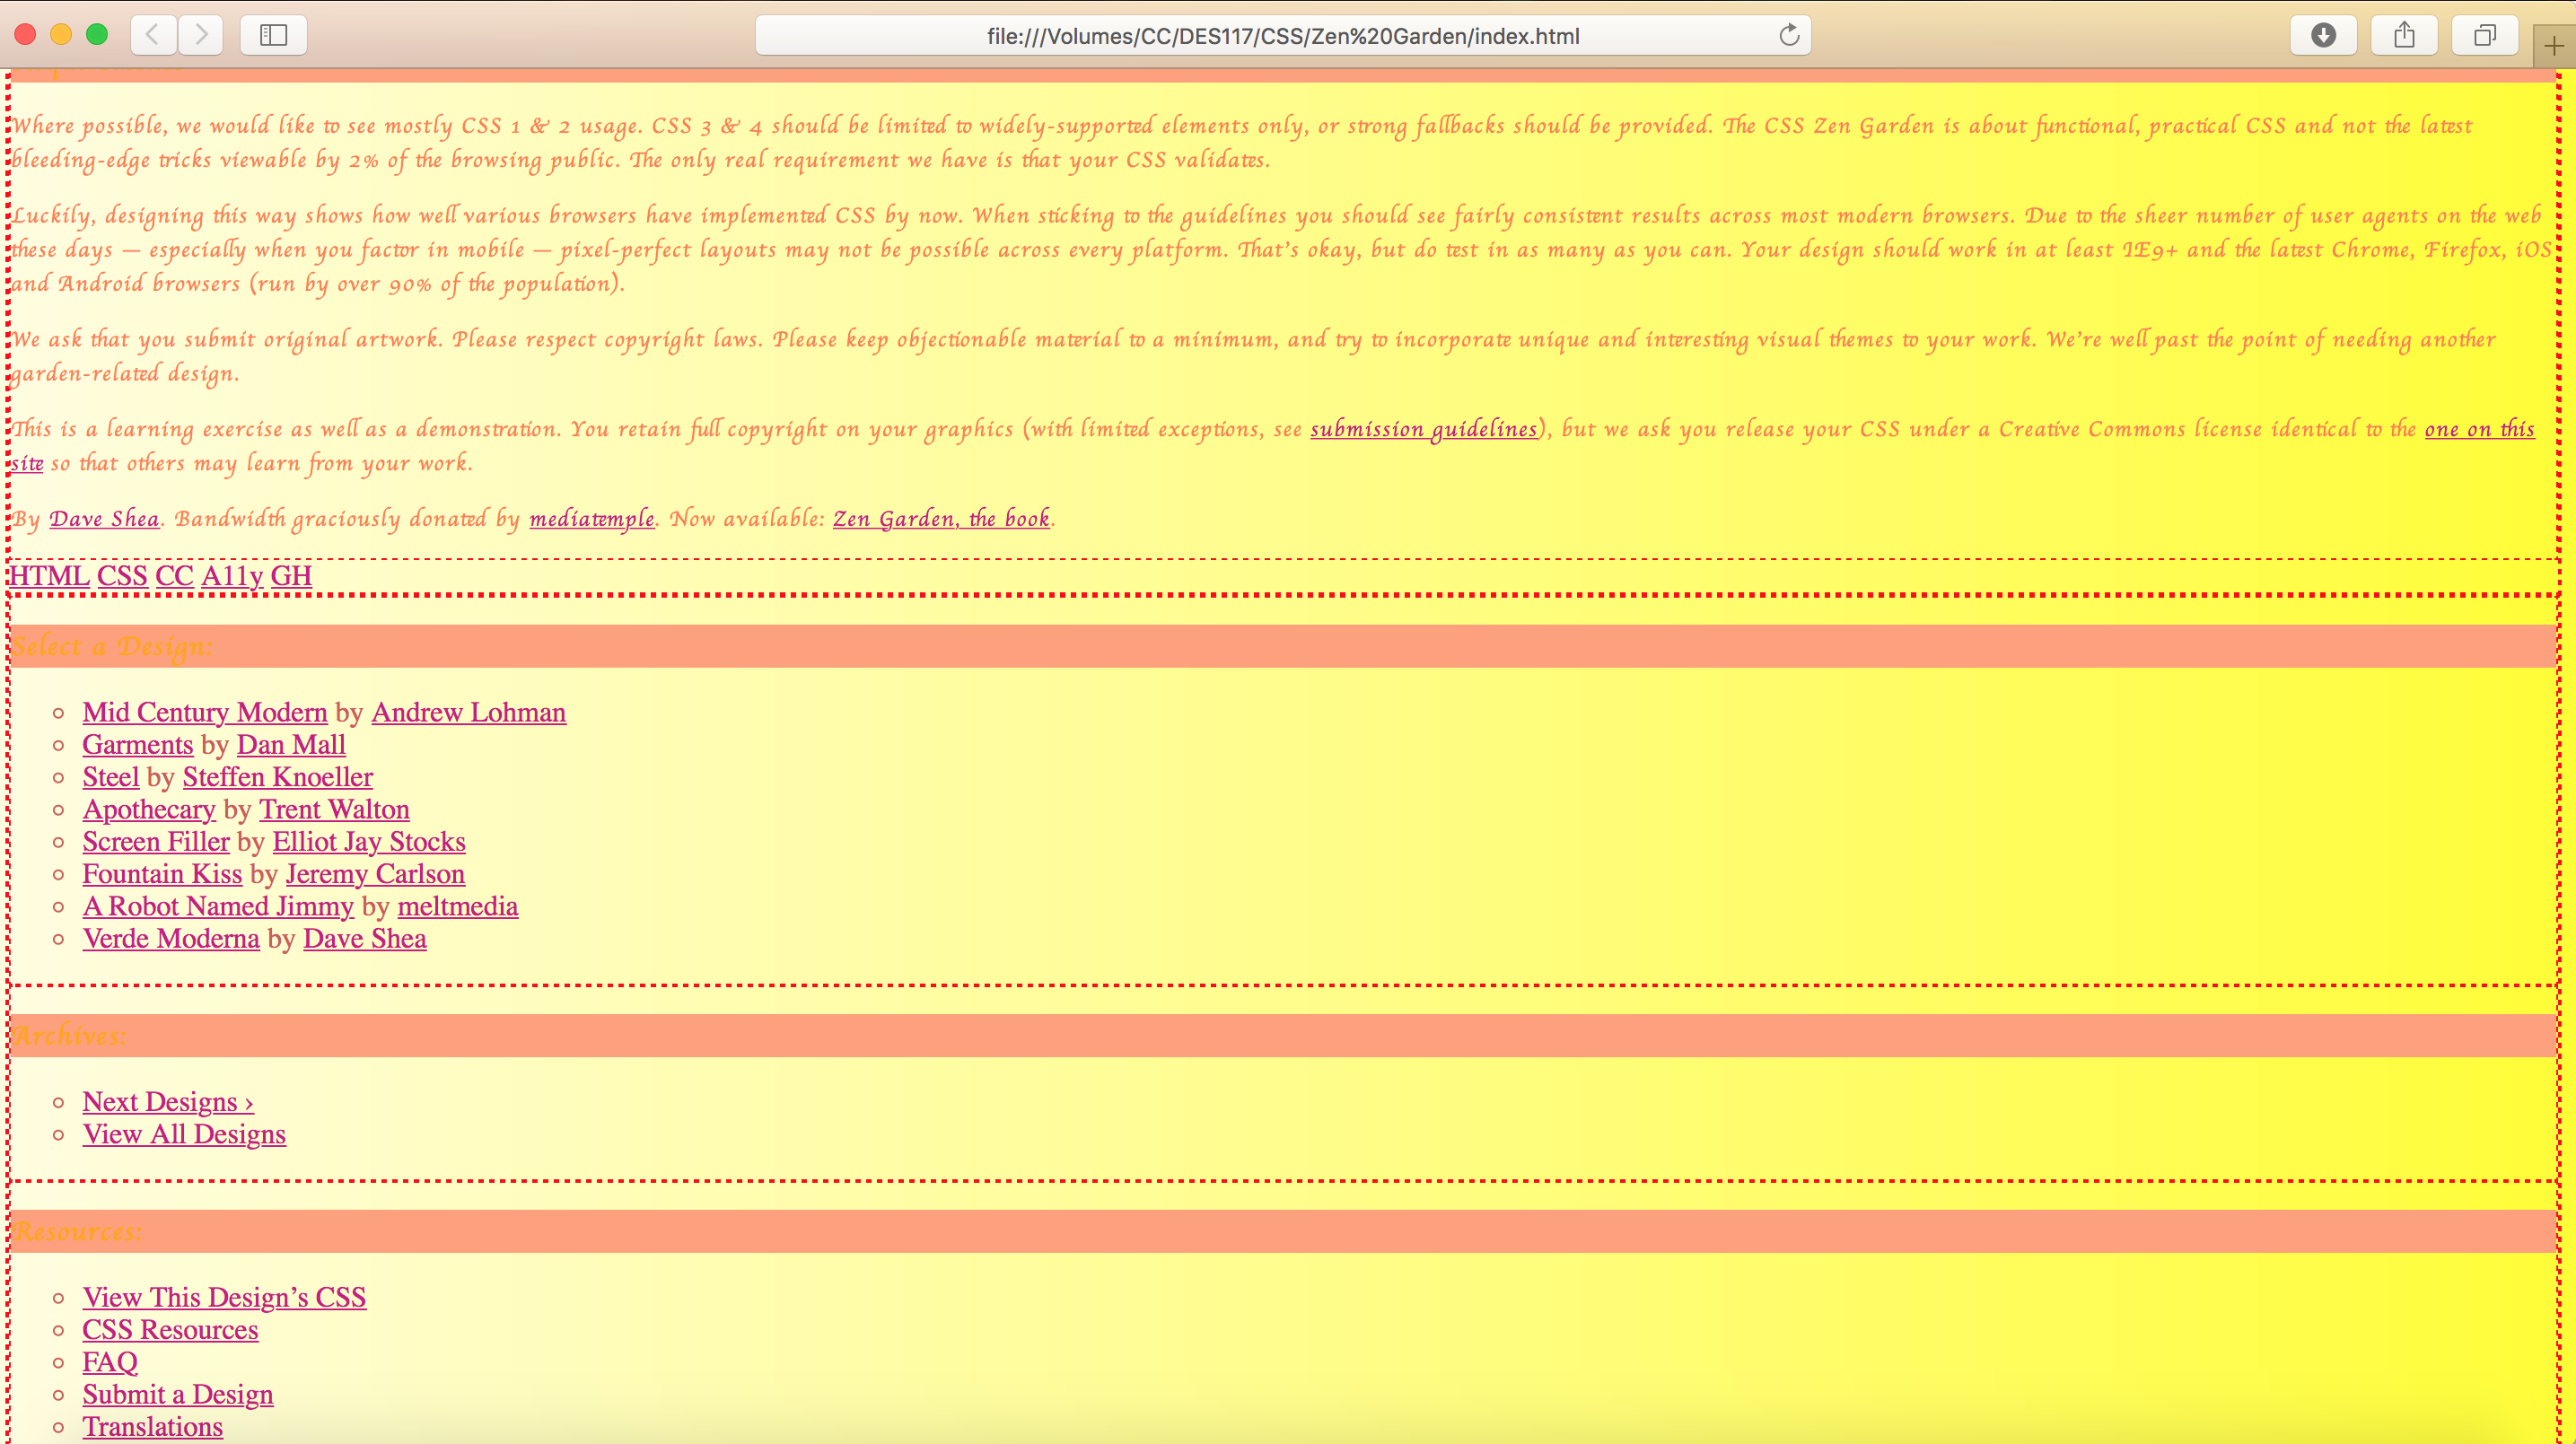 file:///Volumes/CC/DES117/CSS/Zen%20Garden/index.html
Where possible, we would like to see mostly CSS 1 & 2 usage. CSS 3 & 4 should be limited to widely-supported elements only, or strong fallbacks should be provided. The CSS Zen Garden is about functional, practical CSS and not the latest
bleeding-edge tricks viewable by 2% of the browsing public. The only real requirement we have is that your CSS validates.
Luckily, designing this way shows how well various browsers have implemented CSS by now. When sticking to the guidelines you should see fairly consistent results across most modern browsers. Due to the sheer number of user agents on the web
these days — especially when you factor in mobile — pixel-perfect layouts may not be possible across every platform. That’s okay, but do test in as many as you can. Your design should work in at least IE9+ and the latest Chrome, Firefox, iOS
and Android browsers (run by over 90% of the population).
We ask that you submit original artwork. Please respect copyright laws. Please keep objectionable material to a minimum, and try to incorporate unique and interesting visual themes to your work. We’re well past the point of needing another
garden-related design.
This is a learning exercise as well as a demonstration. You retain full copyright on your graphics (with limited exceptions, see submission guidelines), but we ask you release your CSS under a Creative Commons license identical to the one on this
site so that others may learn from your work.
By Dave Shea. Bandwidth graciously donated by mediatemple. Now available: Zen Garden, the book.
HTML CSS CC A11y GH
Select a Design:
Mid Century Modern by Andrew Lohman
Garments by Dan Mall
Steel by Steffen Knoeller
Apothecary by Trent Walton
Screen Filler by Elliot Jay Stocks
Fountain Kiss by Jeremy Carlson
A Robot Named Jimmy by meltmedia
Verde Moderna by Dave Shea
Archives:
Next Designs ›
View All Designs
Resources:
View This Design’s CSS
CSS Resources
FAQ
Submit a Design
Translations